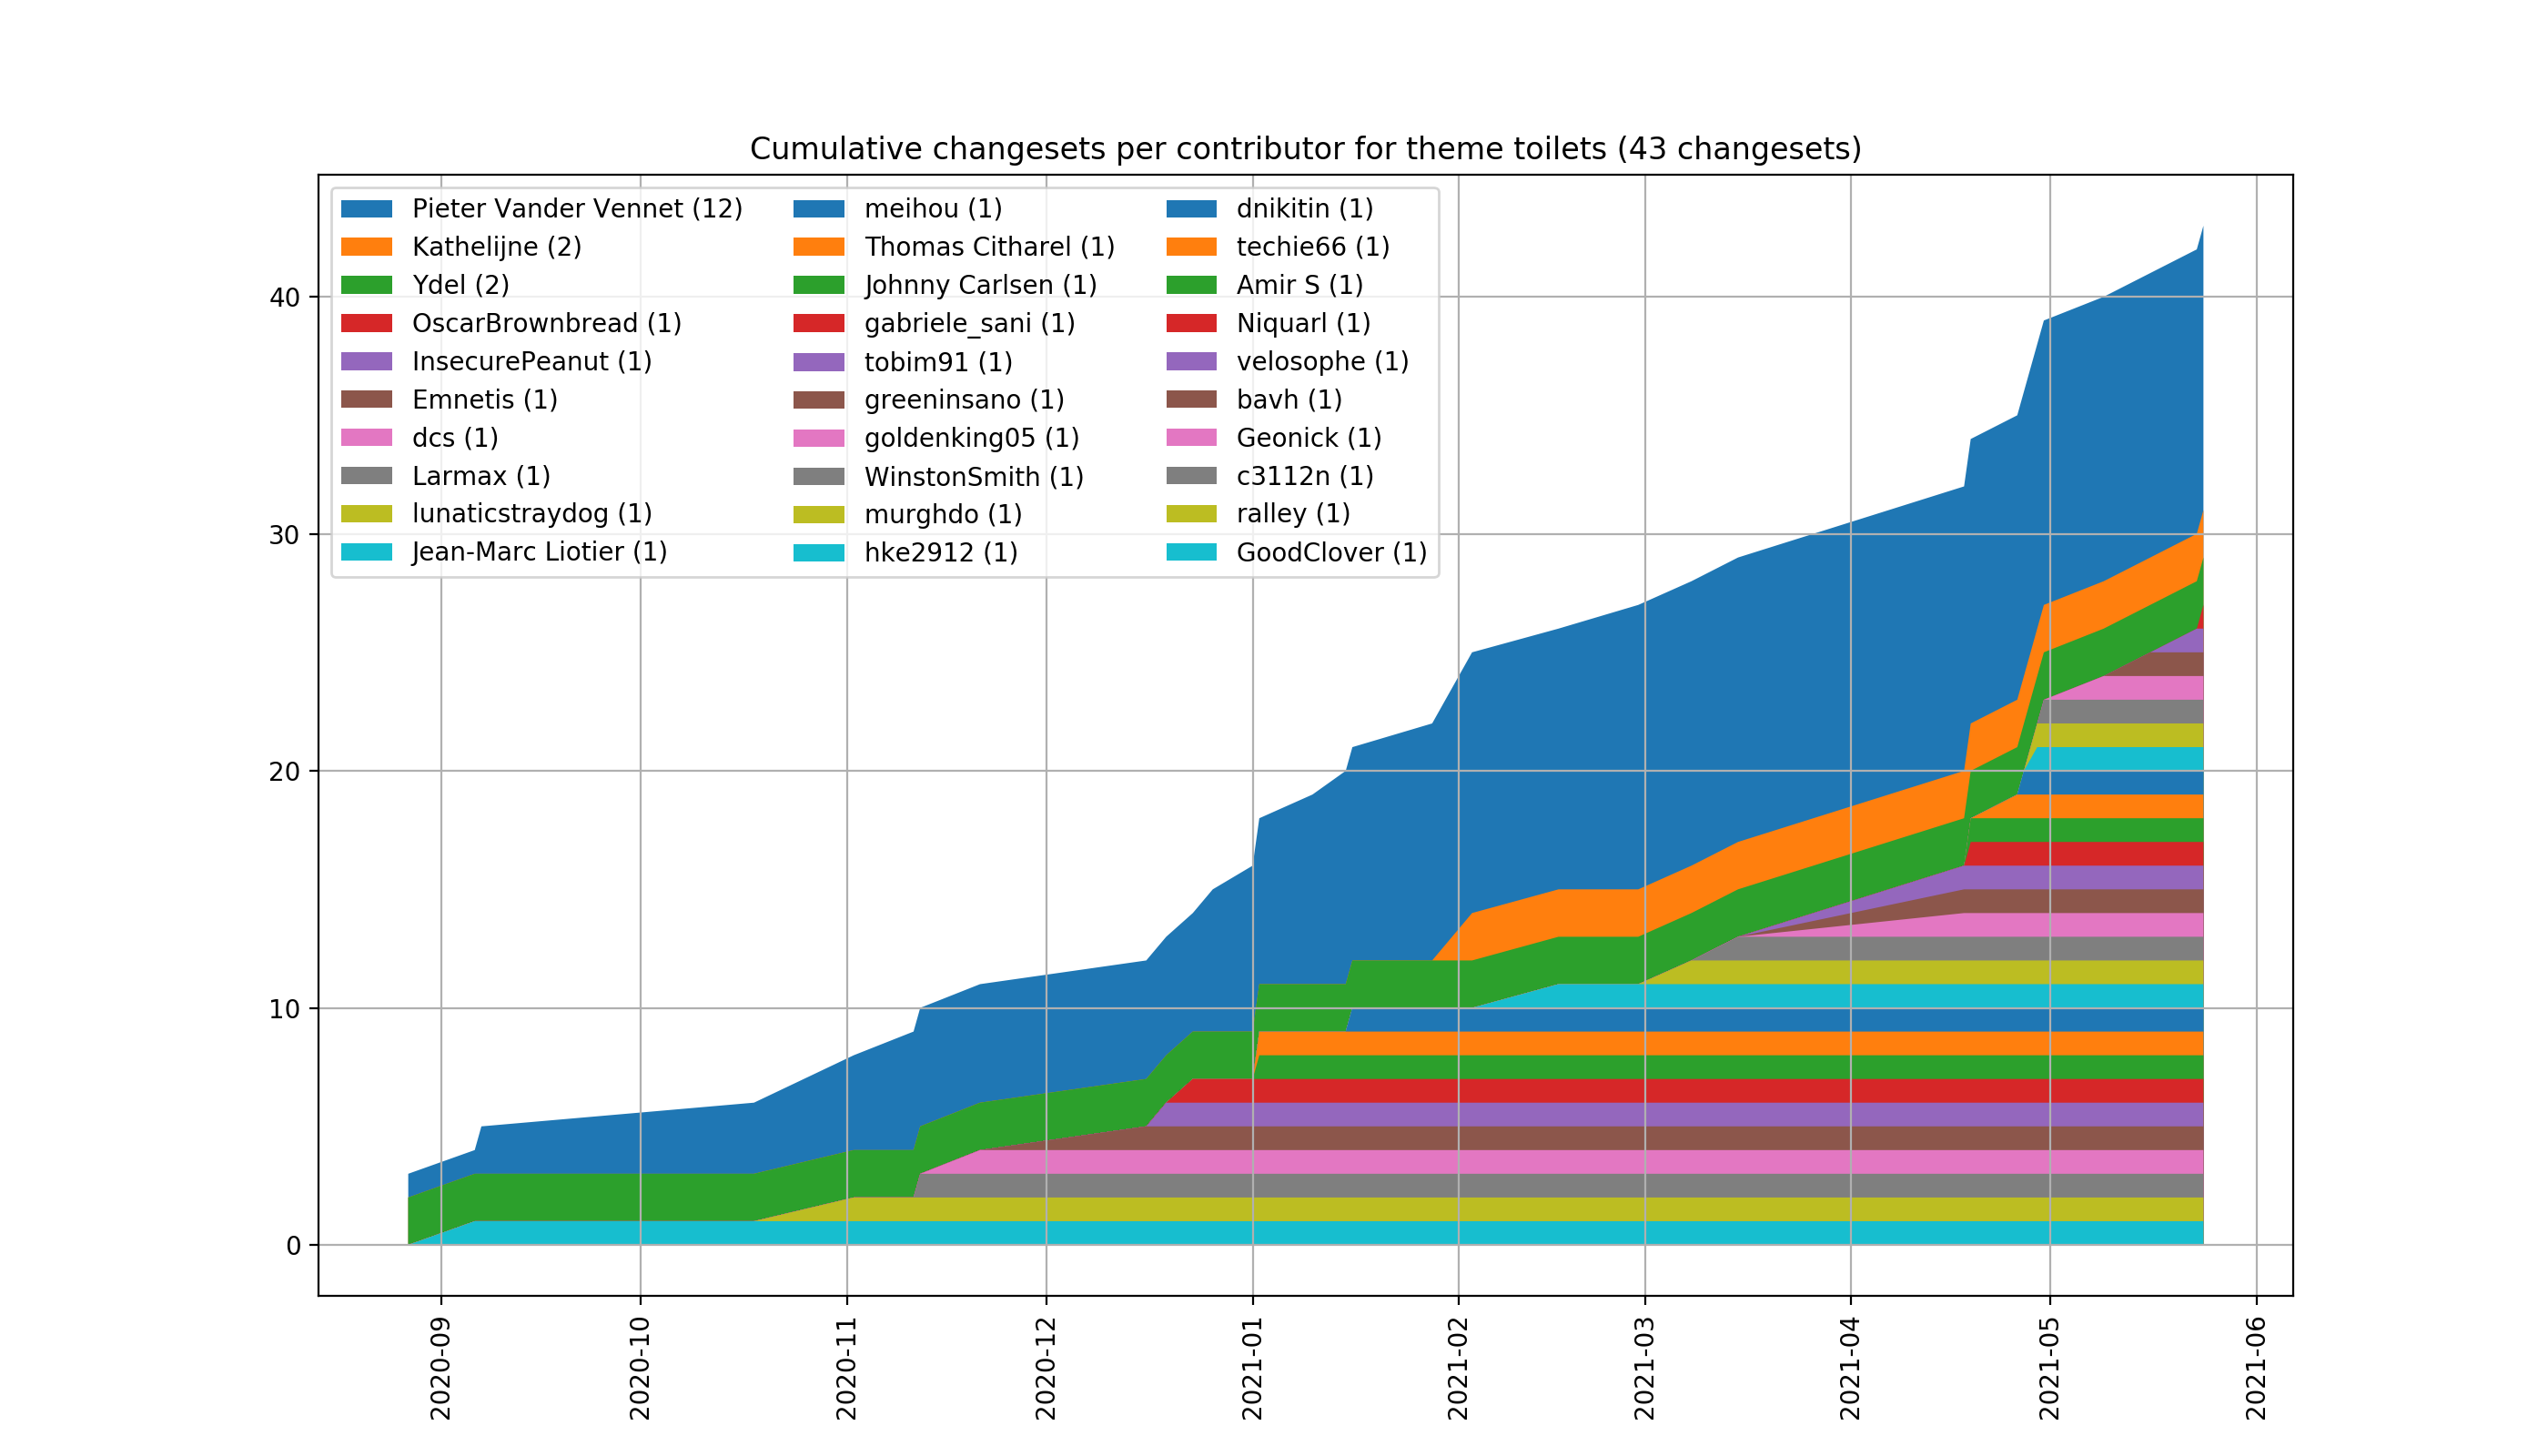 Cumulative changesets per contributor for theme toilets (43 changesets)
Pieter Vander Vennet (12)
Kathelijne (2)
Ydel (2)
OscarBrownbread (1)
InsecurePeanut (1)
Emnetis (1)
dcs (1)
Larmax (1)
lunaticstraydog (1)
Jean-Marc Liotier (1)
meihou (1)
Thomas Citharel (1)
Johnny Carlsen (1)
gabriele_sani (1)
tobim91 (1)
greeninsano (1)
goldenking05 (1)
WinstonSmith (1)
murghdo (1)
hke2912 (1)
dnikitin (1)
techie66 (1)
Amir S (1)
Niquarl (1)
velosophe (1)
bavh (1)
Geonick (1)
c3112n (1)
ralley (1)
GoodClover (1)
40
30
20
10
0
2020-09
2020-10
2020-11
2020-12
2021-01
2021-02
2021-03
2021-04
2021-05
2021-06